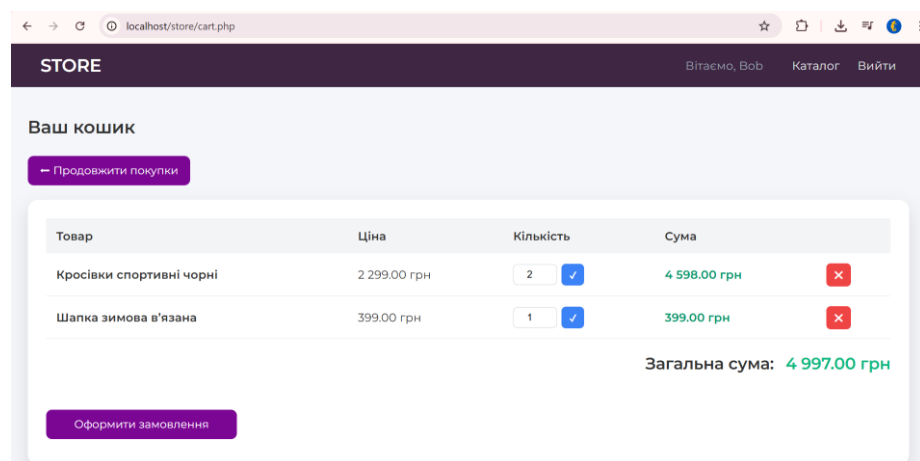 localhost/store/cart.php
STORE Вітаємо, Bob Каталог Вийти
Ваш кошик
← Продовжити покупки
Товар Ціна Кількість Сума
Кросівки спортивні чорні 2 299.00 грн 2 ✓ 4 598.00 грн ✕
Шапка зимова в'язана 399.00 грн 1 ✓ 399.00 грн ✕
Загальна сума: 4 997.00 грн
Оформити замовлення